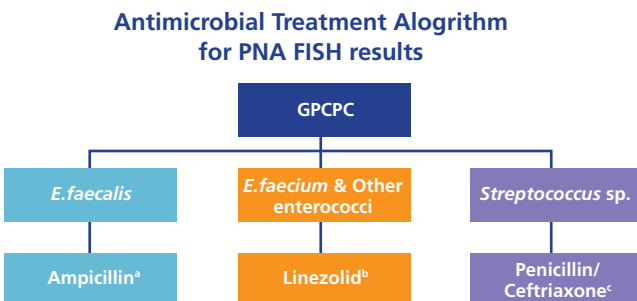 Antimicrobial Treatment Alogrithm
for PNA FISH results
GPCPC
E.faecalis
E.faecium & Other
enterococci
Streptococcus sp.
Ampicillinᵃ
Linezolidᵇ
Penicillin/
Ceftriaxoneᶜ